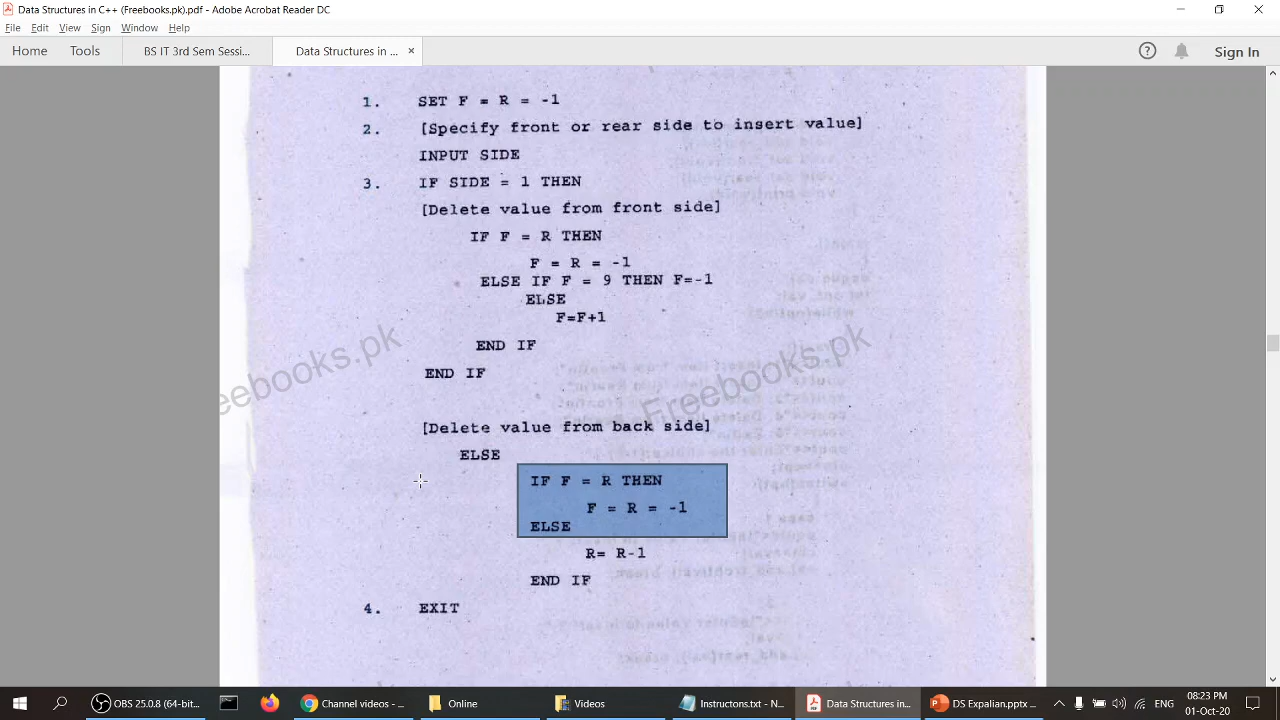 Data Structures in C++ (Freebooks.pk).pdf - Adobe Acrobat Reader DC
File Edit View Sign Window Help
Home Tools BS IT 3rd Sem Sessi... Data Structures in ... × Sign In
1. SET F = R = -1
2. [Specify front or rear side to insert value]
INPUT SIDE
3. IF SIDE = 1 THEN
[Delete value from front side]
IF F = R THEN
F = R = -1
ELSE IF F = 9 THEN F=-1
ELSE
F=F+1
END IF
END IF
[Delete value from back side]
ELSE
IF F = R THEN
F = R = -1
ELSE
R= R-1
END IF
4. EXIT
Freebooks.pk
Freebooks.pk
OBS 25.0.8 (64-bit... Channel videos - ... Online Videos Instructons.txt - N... Data Structures in... DS Expalian.pptx ... 08:23 PM
01-Oct-20